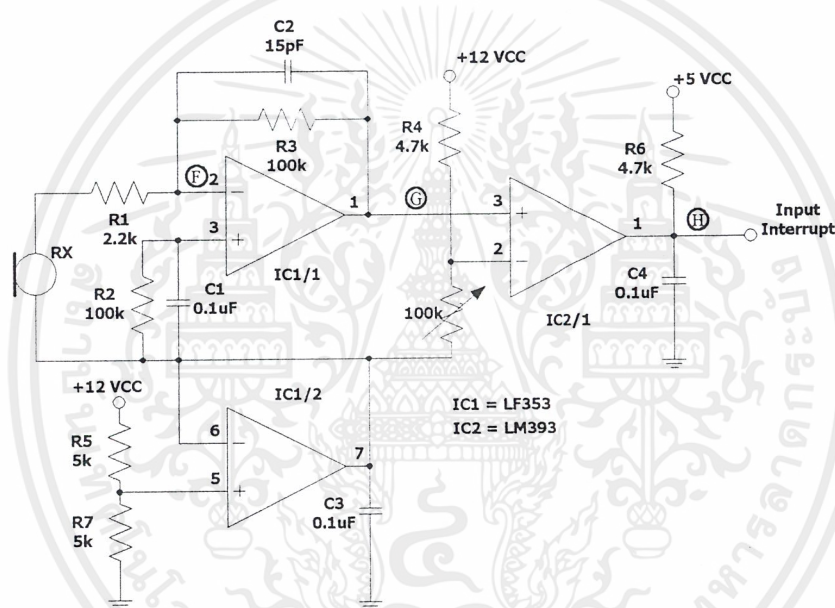 C2
15pF
+12 VCC
+5 VCC
R3
100k
R4
4.7k
R6
4.7k
F
2
1
G
3
1
H
Input
Interrupt
R1
2.2k
3
2
RX
IC1/1
R2
100k
C1
0.1uF
100k
IC2/1
C4
0.1uF
+12 VCC
IC1/2
IC1 = LF353
IC2 = LM393
R5
5k
6
7
5
R7
5k
C3
0.1uF